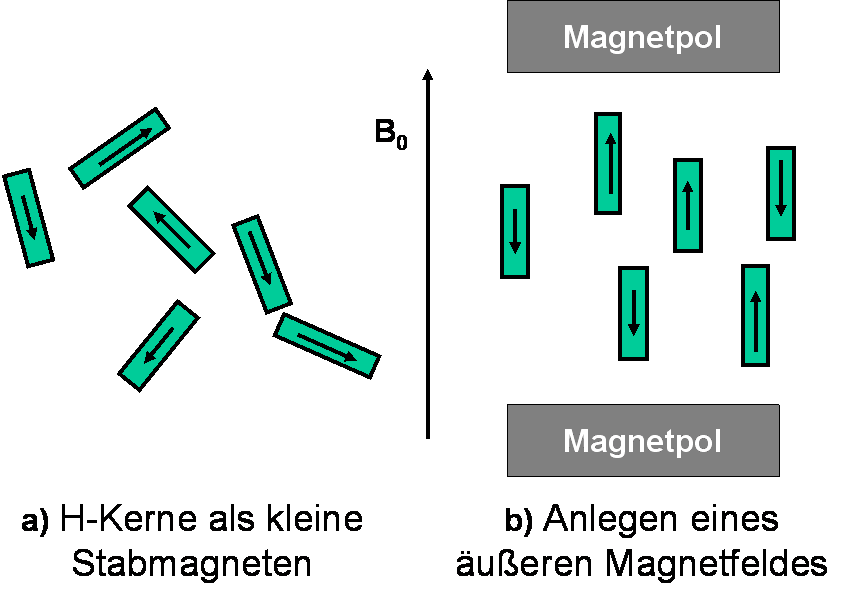 Magnetpol
B0
Magnetpol
a) H-Kerne als kleine
Stabmagneten
b) Anlegen eines
äußeren Magnetfeldes